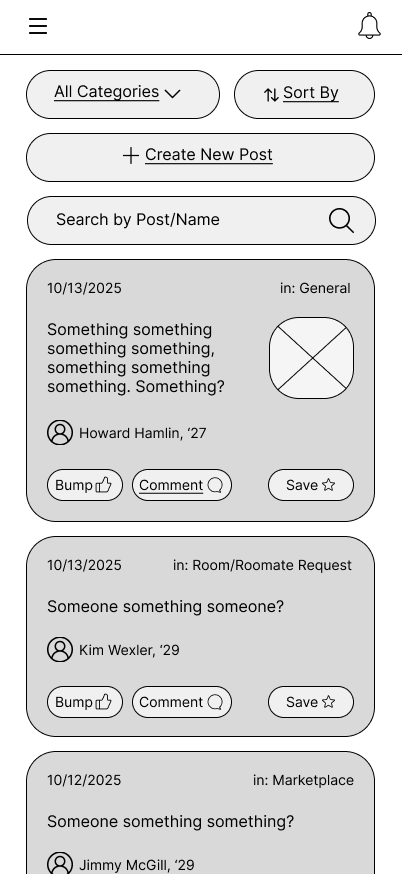 All Categories
Sort By
Create New Post
Search by Post/Name
10/13/2025
in: General
Something something
something something,
something something
something. Something?
Howard Hamlin, ‘27
Bump
Comment
Save
10/13/2025
in: Room/Roomate Request
Someone something someone?
Kim Wexler, ‘29
Bump
Comment
Save
10/12/2025
in: Marketplace
Someone something something?
Jimmy McGill, ‘29